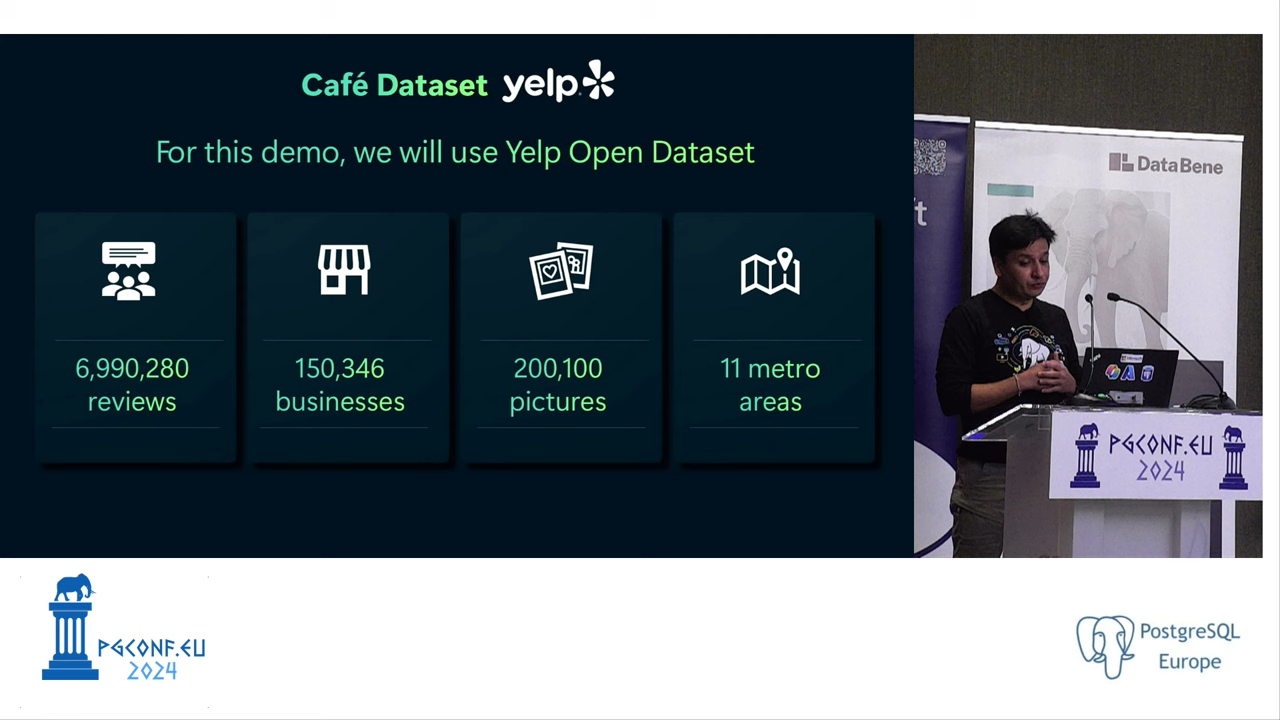 Café Dataset yelp
For this demo, we will use Yelp Open Dataset
6,990,280
reviews
150,346
businesses
200,100
pictures
11 metro
areas
DataBene
PGCONF.EU
2024
PGCONF.EU
2024
PostgreSQL
Europe